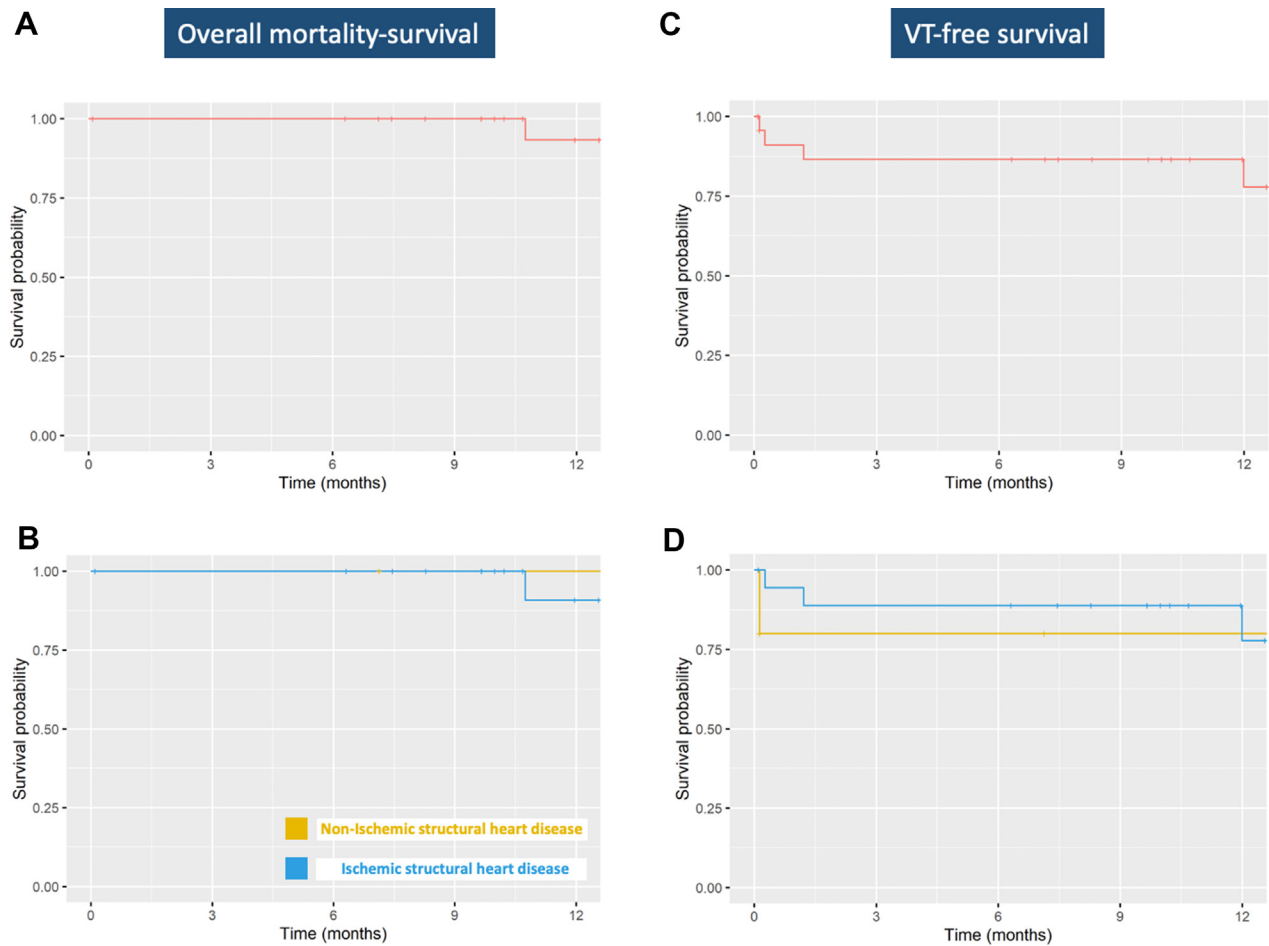 A
Overall mortality-survival
1.00
0.75
0.50
0.25
0.00
Survival probability
0 3 6 9 12
Time (months)
C
VT-free survival
1.00
0.75
0.50
0.25
0.00
Survival probability
0 3 6 9 12
Time (months)
B
1.00
0.75
0.50
0.25
0.00
Survival probability
Non-Ischemic structural heart disease
Ischemic structural heart disease
0 3 6 9 12
Time (months)
D
1.00
0.75
0.50
0.25
0.00
Survival probability
0 3 6 9 12
Time (months)